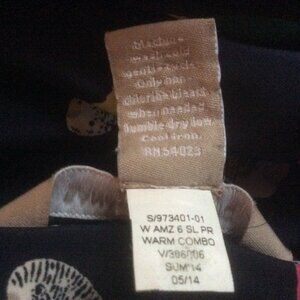 Machine
wash cold
gentle cycle.
Only non-
chlorine bleach
when needed
Tumble dry low.
Cool iron.
RN 54023
S/973401-01
W AMZ 6 SL PR
WARM COMBO
V/386006
SUM'14
05/14